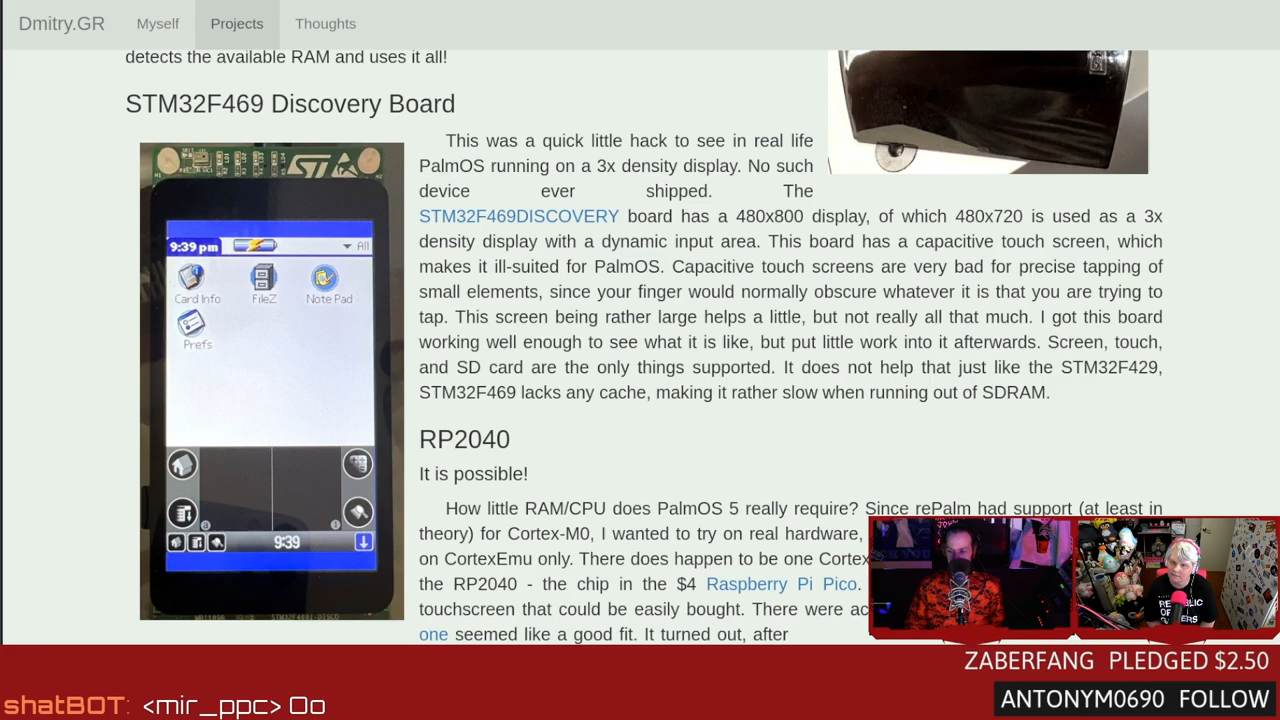 Dmitry.GR Myself Projects Thoughts
detects the available RAM and uses it all!
STM32F469 Discovery Board
This was a quick little hack to see in real life
PalmOS running on a 3x density display. No such
device ever shipped. The
STM32F469DISCOVERY board has a 480x800 display, of which 480x720 is used as a 3x
density display with a dynamic input area. This board has a capacitive touch screen, which
makes it ill-suited for PalmOS. Capacitive touch screens are very bad for precise tapping of
small elements, since your finger would normally obscure whatever it is that you are trying to
tap. This screen being rather large helps a little, but not really all that much. I got this board
working well enough to see what it is like, but put little work into it afterwards. Screen, touch,
and SD card are the only things supported. It does not help that just like the STM32F429,
STM32F469 lacks any cache, making it rather slow when running out of SDRAM.
9:39 pm
All
Card Info
FileZ
Note Pad
Prefs
9:39
RP2040
It is possible!
How little RAM/CPU does PalmOS 5 really require? Since rePalm had support (at least in
theory) for Cortex-M0, I wanted to try on real hardware,
on CortexEmu only. There does happen to be one Cortex
the RP2040 - the chip in the $4 Raspberry Pi Pico.
touchscreen that could be easily bought. There were ac
one seemed like a good fit. It turned out, after
ZABERFANG PLEDGED $2.50
ANTONYM0690 FOLLOW
shatBOT: <mir_ppc> Oo